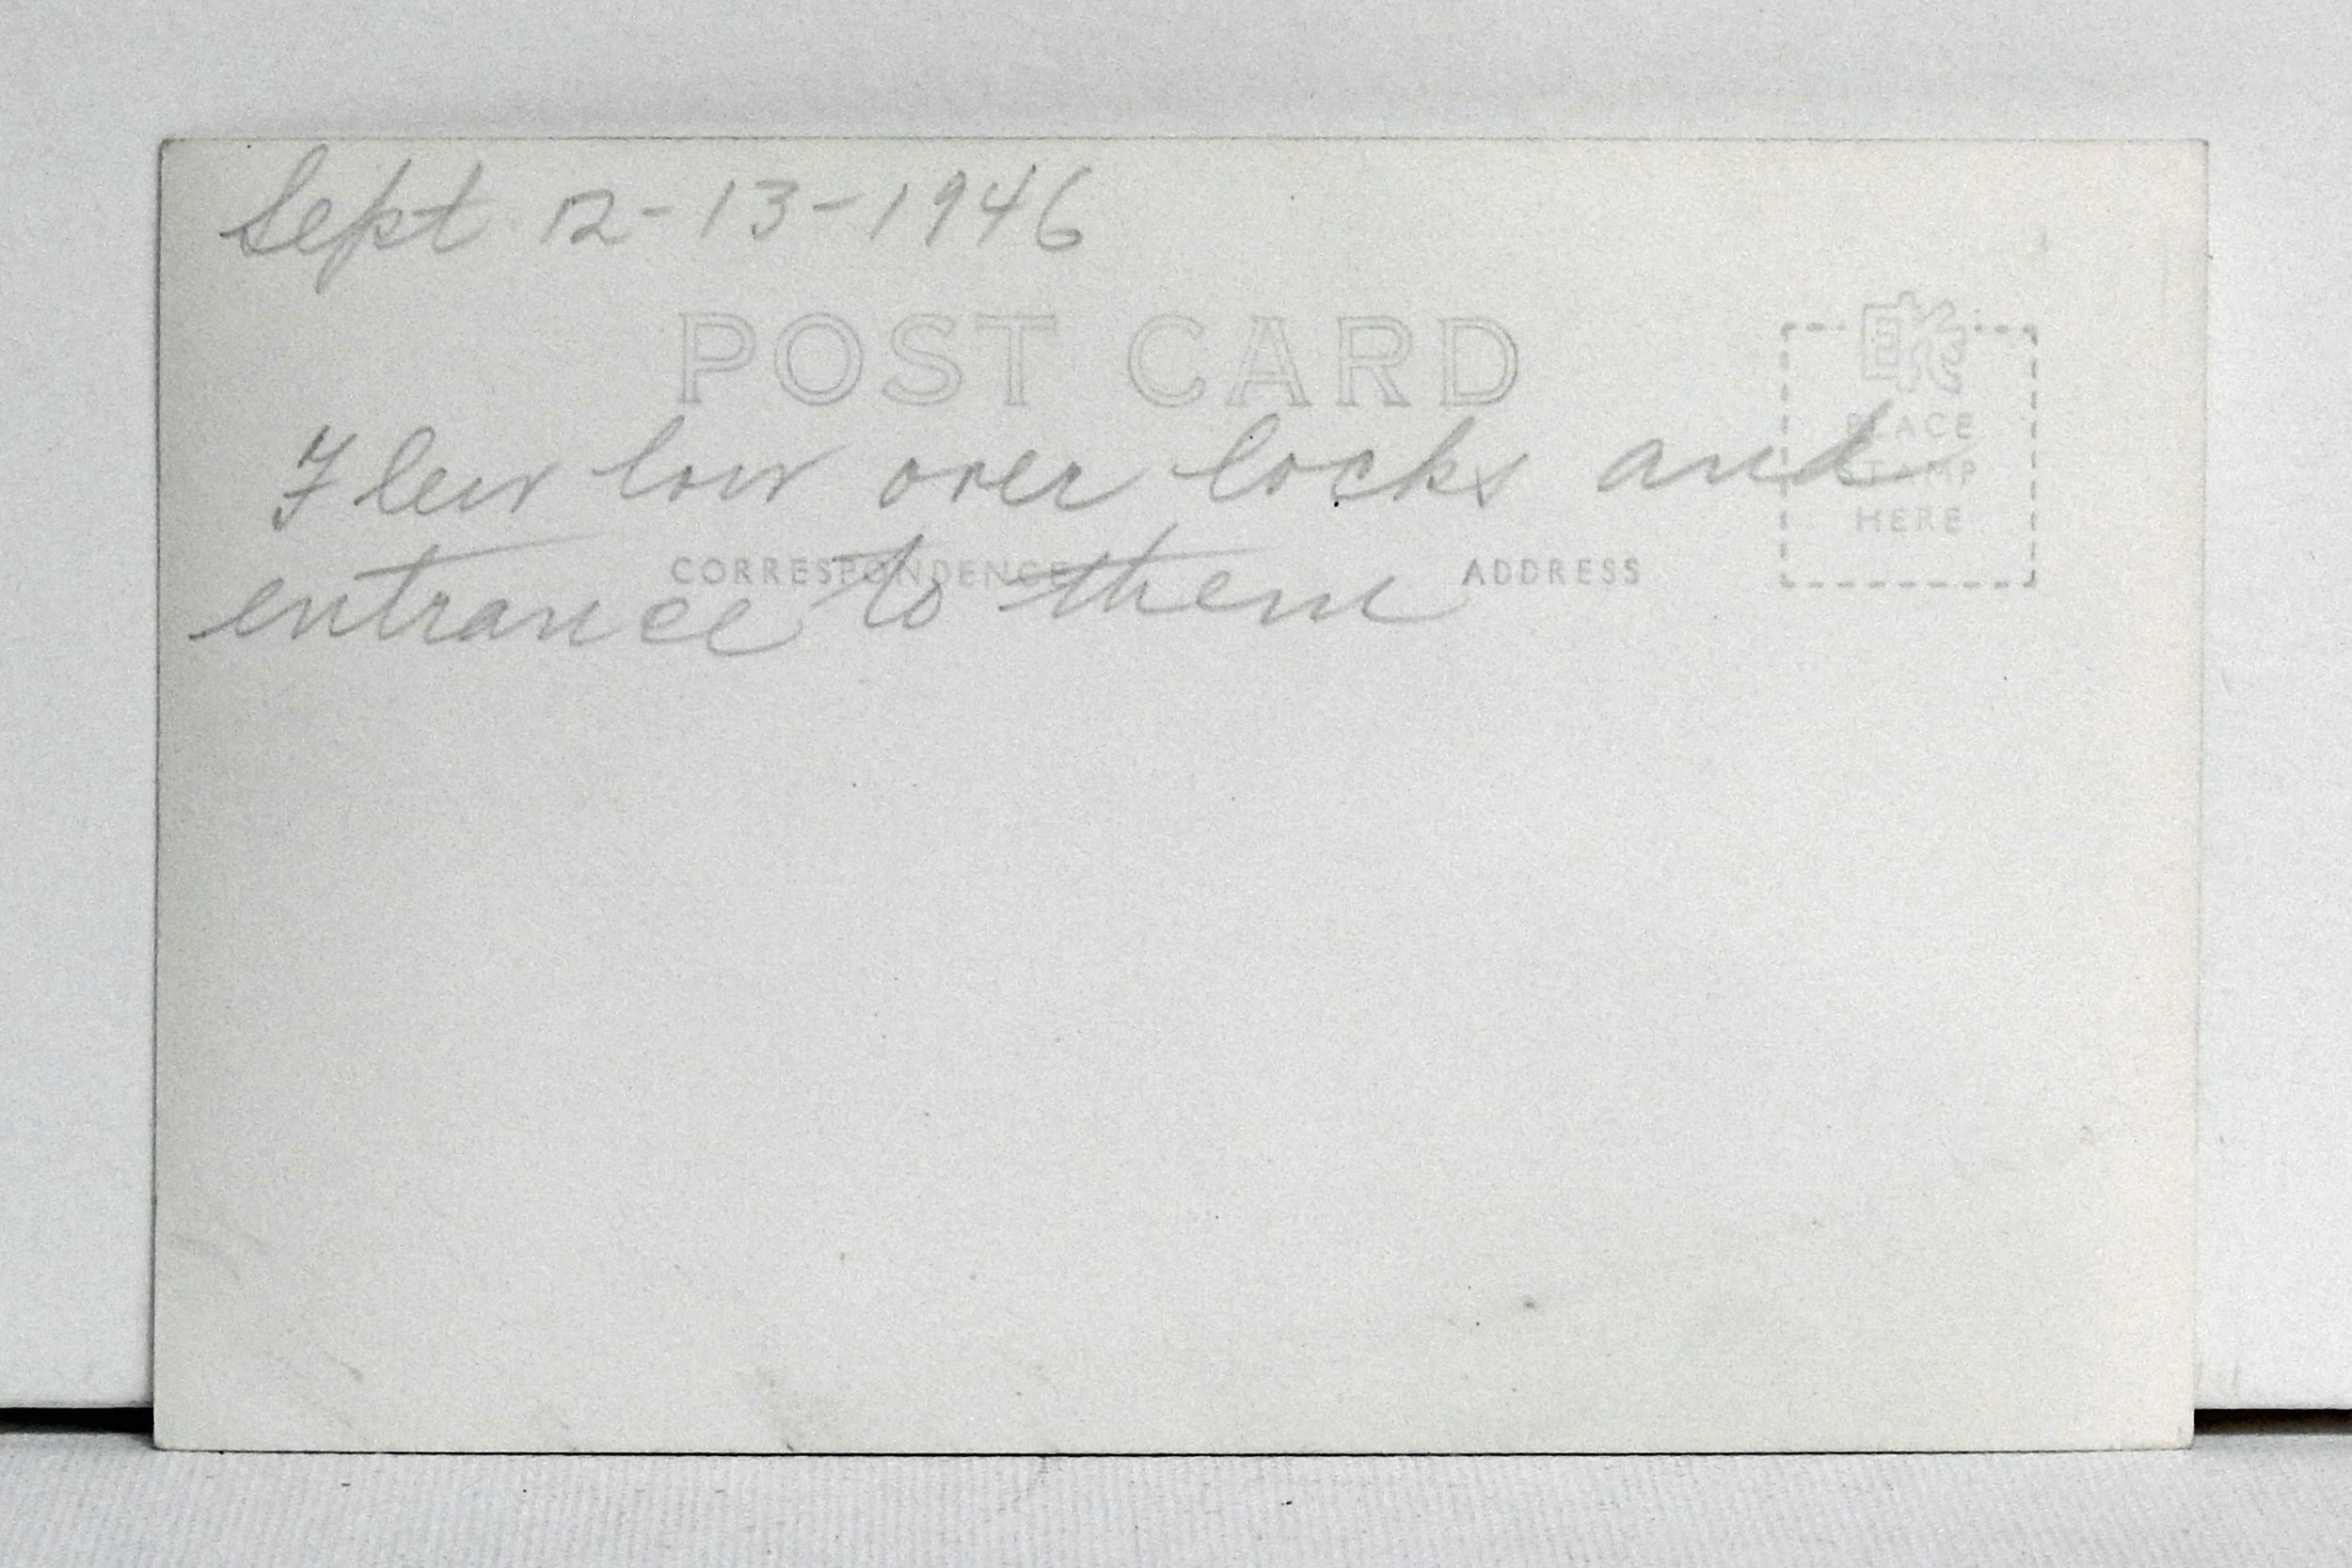 Sept 12-13-1946
POST CARD
PLACE
STAMP
HERE
Flew low over locks and
CORRESPONDENCE ADDRESS
entrance to them